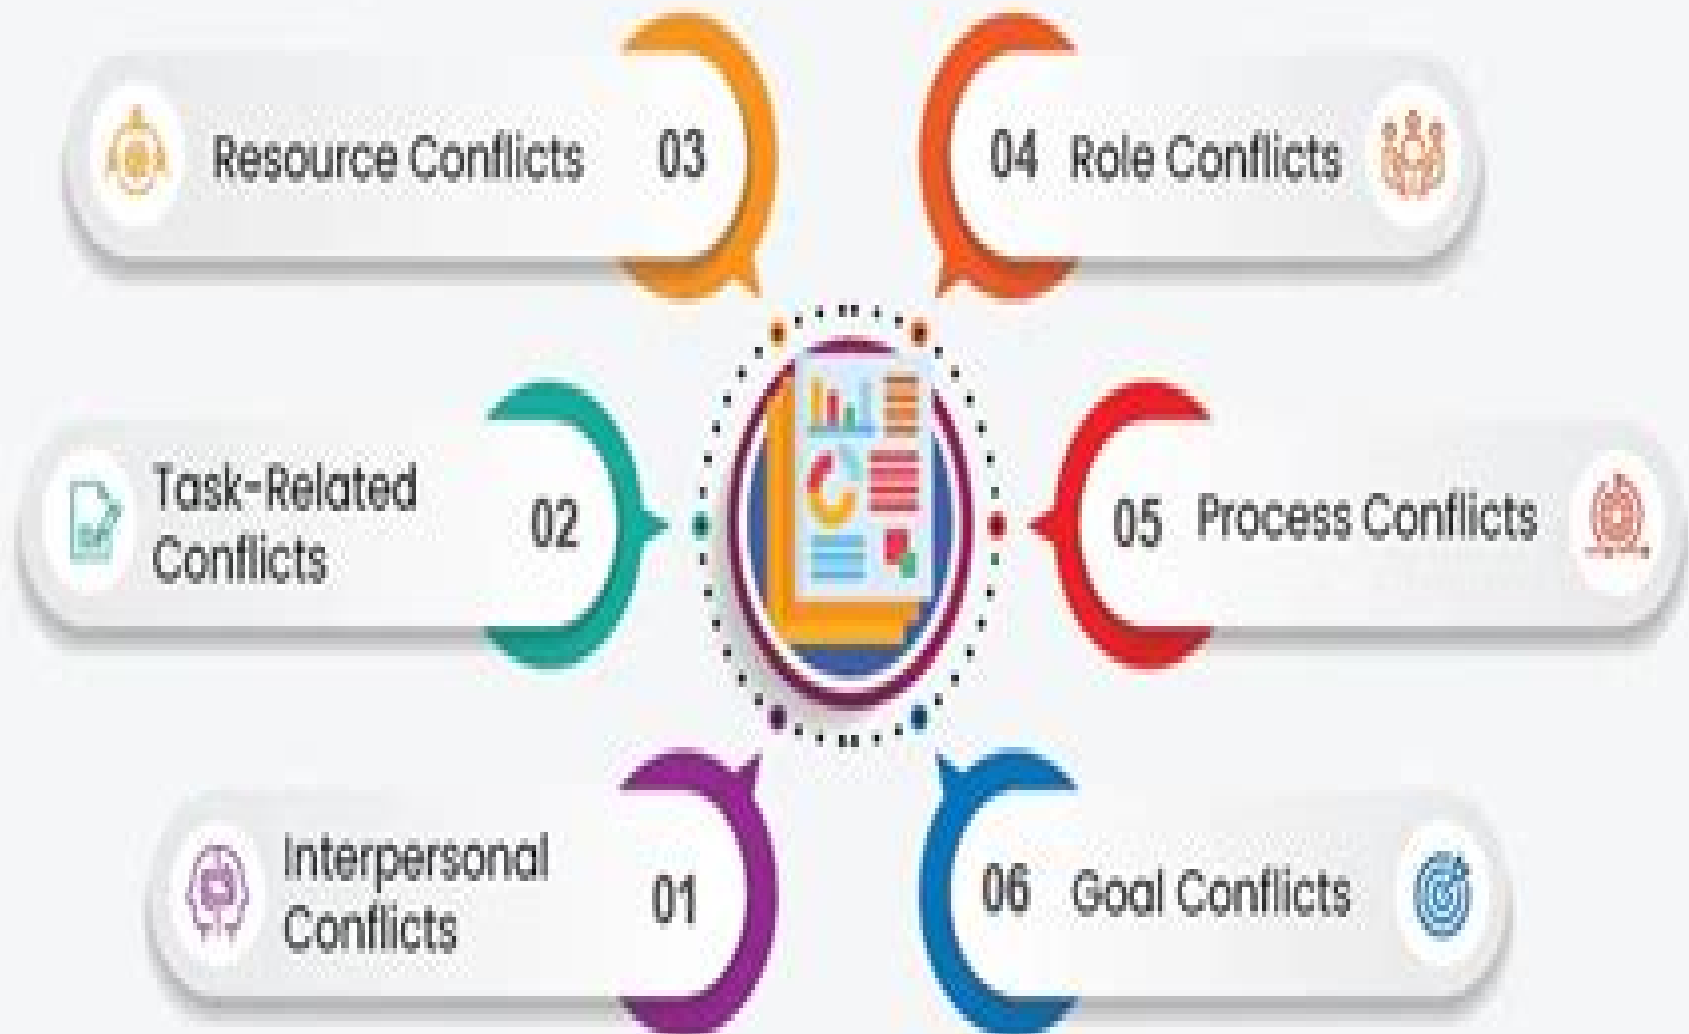 Resource Conflicts 03
04 Role Conflicts
Task-Related
Conflicts
02
05 Process Conflicts
Interpersonal
Conflicts
01
06 Goal Conflicts